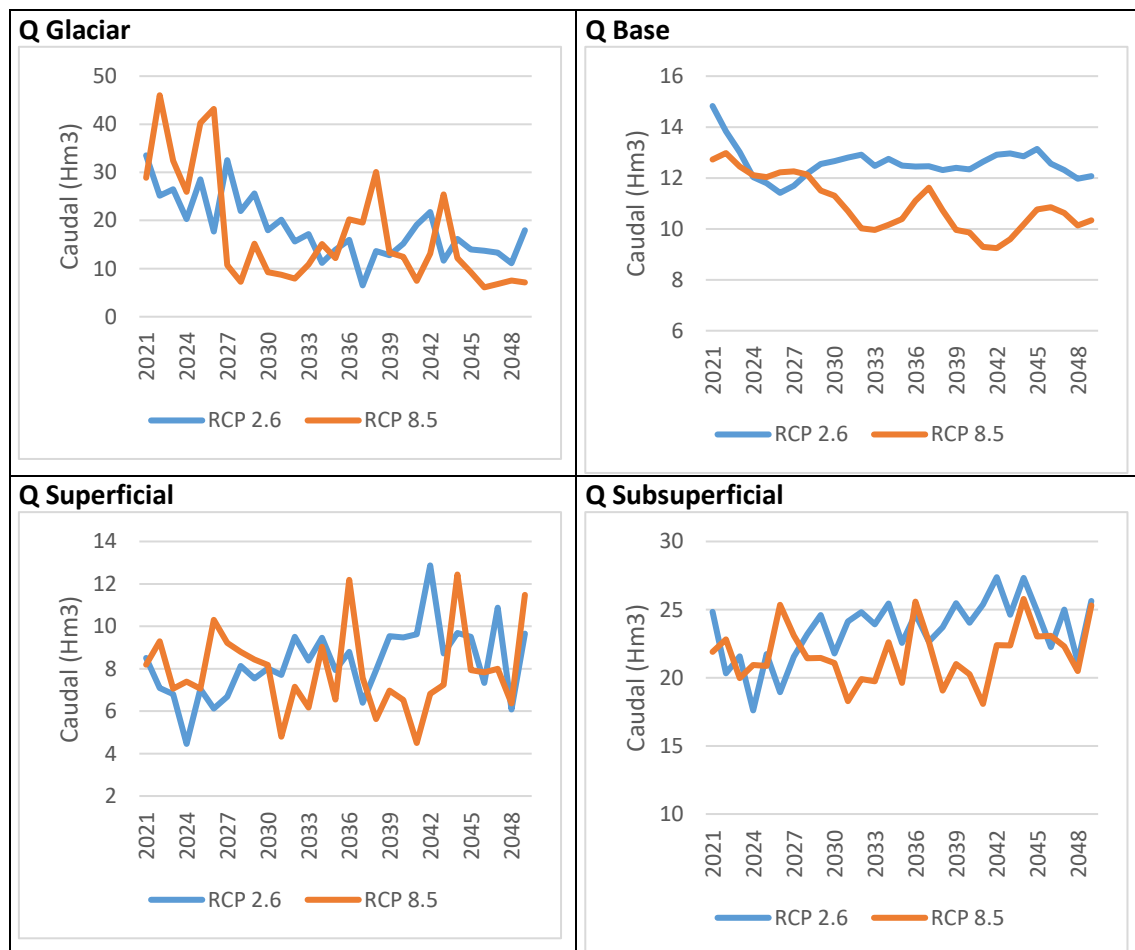 Q Glaciar
Caudal (Hm3)
50
40
30
20
10
0
2021 2024 2027 2030 2033 2036 2039 2042 2045 2048
RCP 2.6 RCP 8.5
Q Base
Caudal (Hm3)
16
14
12
10
8
6
2021 2024 2027 2030 2033 2036 2039 2042 2045 2048
RCP 2.6 RCP 8.5
Q Superficial
Caudal (Hm3)
14
12
10
8
6
4
2
2021 2024 2027 2030 2033 2036 2039 2042 2045 2048
RCP 2.6 RCP 8.5
Q Subsuperficial
Caudal (Hm3)
30
25
20
15
10
2021 2024 2027 2030 2033 2036 2039 2042 2045 2048
RCP 2.6 RCP 8.5